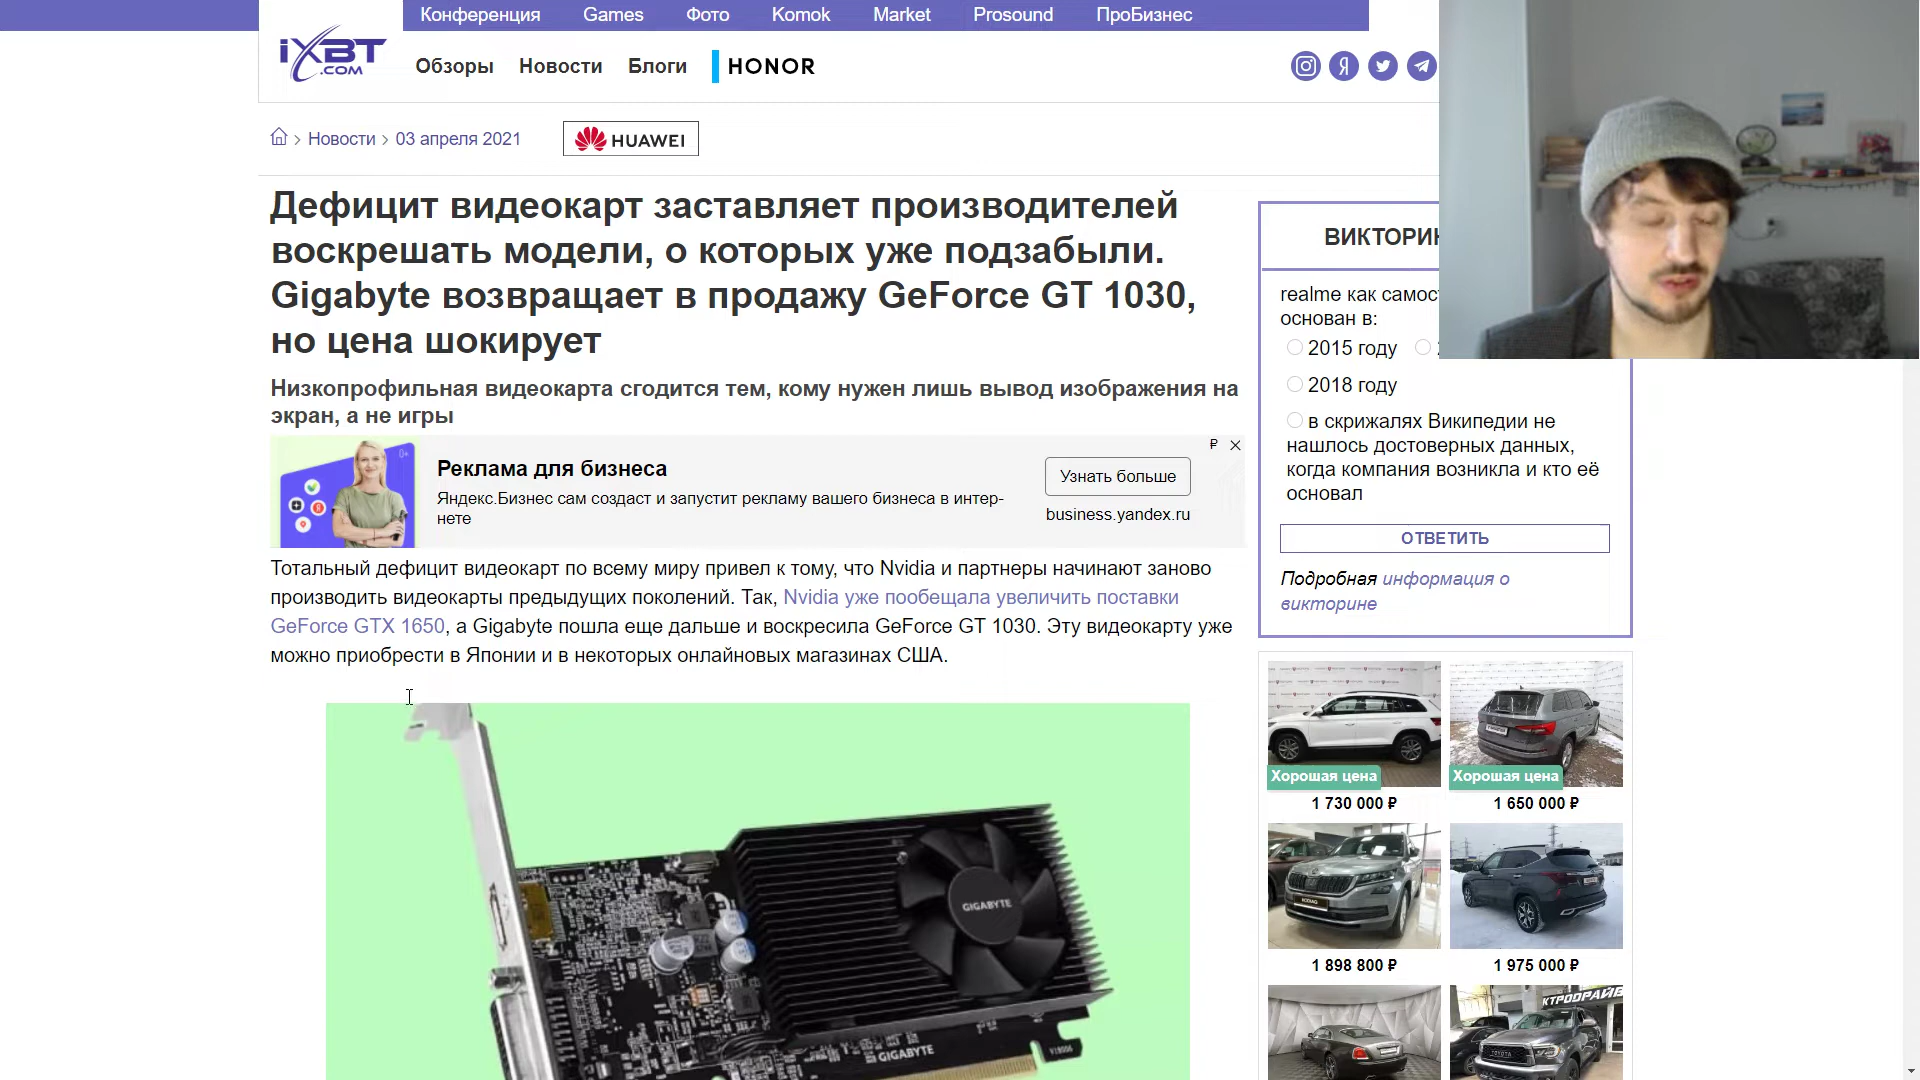 Конференция Games Фото Komok Market Prosound ПроБизнес
iXBT
.COM
Обзоры Новости Блоги HONOR
Новости > 03 апреля 2021
HUAWEI
Дефицит видеокарт заставляет производителей
воскрешать модели, о которых уже подзабыли.
Gigabyte возвращает в продажу GeForce GT 1030,
но цена шокирует
Низкопрофильная видеокарта сгодится тем, кому нужен лишь вывод изображения на
экран, а не игры
0+
Реклама для бизнеса
Яндекс.Бизнес сам создаст и запустит рекламу вашего бизнеса в интер-
нете
Узнать больше
business.yandex.ru
₽
Тотальный дефицит видеокарт по всему миру привел к тому, что Nvidia и партнеры начинают заново
производить видеокарты предыдущих поколений. Так, Nvidia уже пообещала увеличить поставки
GeForce GTX 1650, а Gigabyte пошла еще дальше и воскресила GeForce GT 1030. Эту видеокарту уже
можно приобрести в Японии и в некоторых онлайновых магазинах США.
GIGABYTE
GIGABYTE
ВИКТОРИН
realme как самос
основан в:
2015 году
2018 году
в скрижалях Википедии не
нашлось достоверных данных,
когда компания возникла и кто её
основал
ОТВЕТИТЬ
Подробная информация о
викторине
Хорошая цена
1 730 000 ₽
Хорошая цена
1 650 000 ₽
KODIAQ
1 898 800 ₽
1 975 000 ₽
КТРОДРАЙВ
TOYOTA